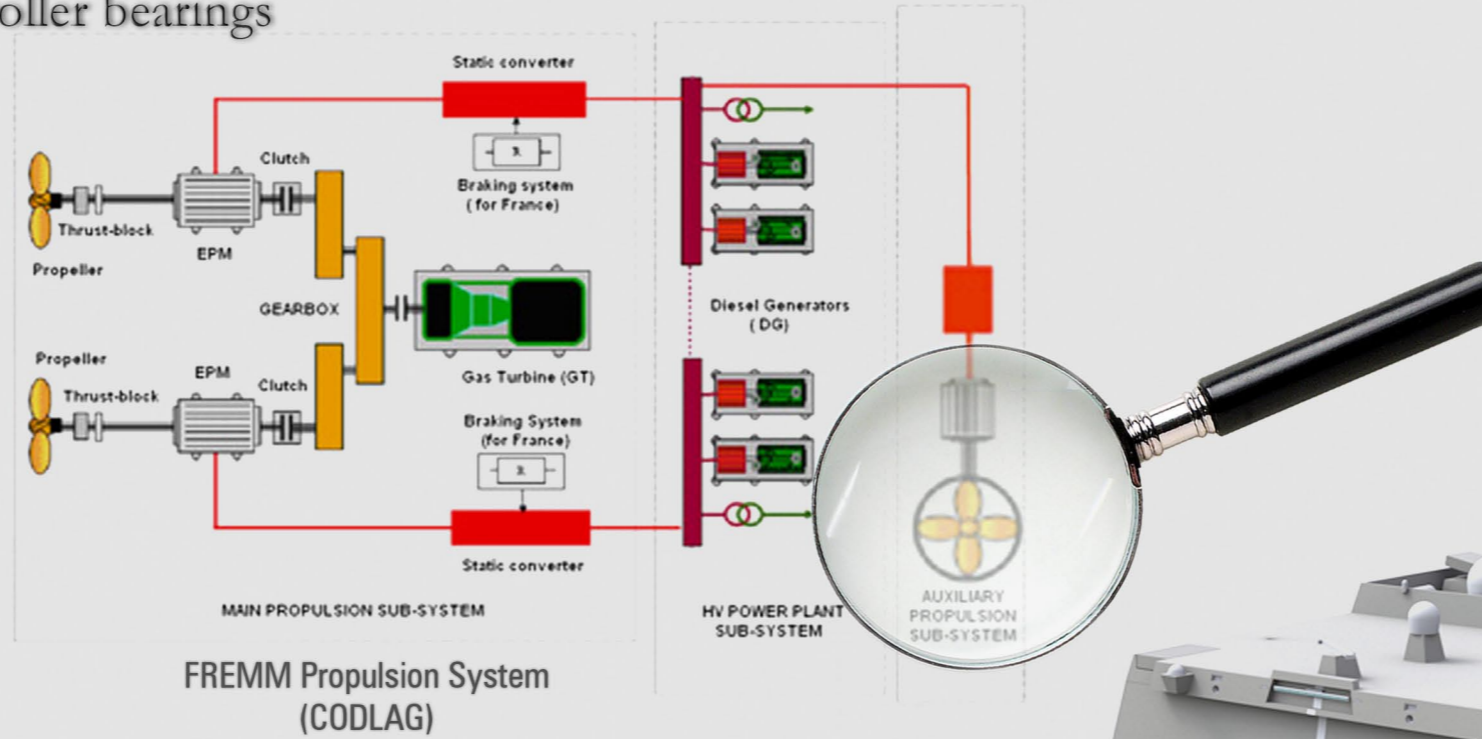 oller bearings
Static converter
R
Braking system
( for France)
Clutch
Thrust-block
EPM
Propeller
GEARBOX
Gas Turbine (GT)
Diesel Generators
( DG)
Propeller
Thrust-block
EPM
Clutch
Braking System
(for France)
R
Static converter
MAIN PROPULSION SUB-SYSTEM
HV POWER PLANT
SUB-SYSTEM
AUXILIARY
PROPULSION
SUB-SYSTEM
FREMM Propulsion System
(CODLAG)